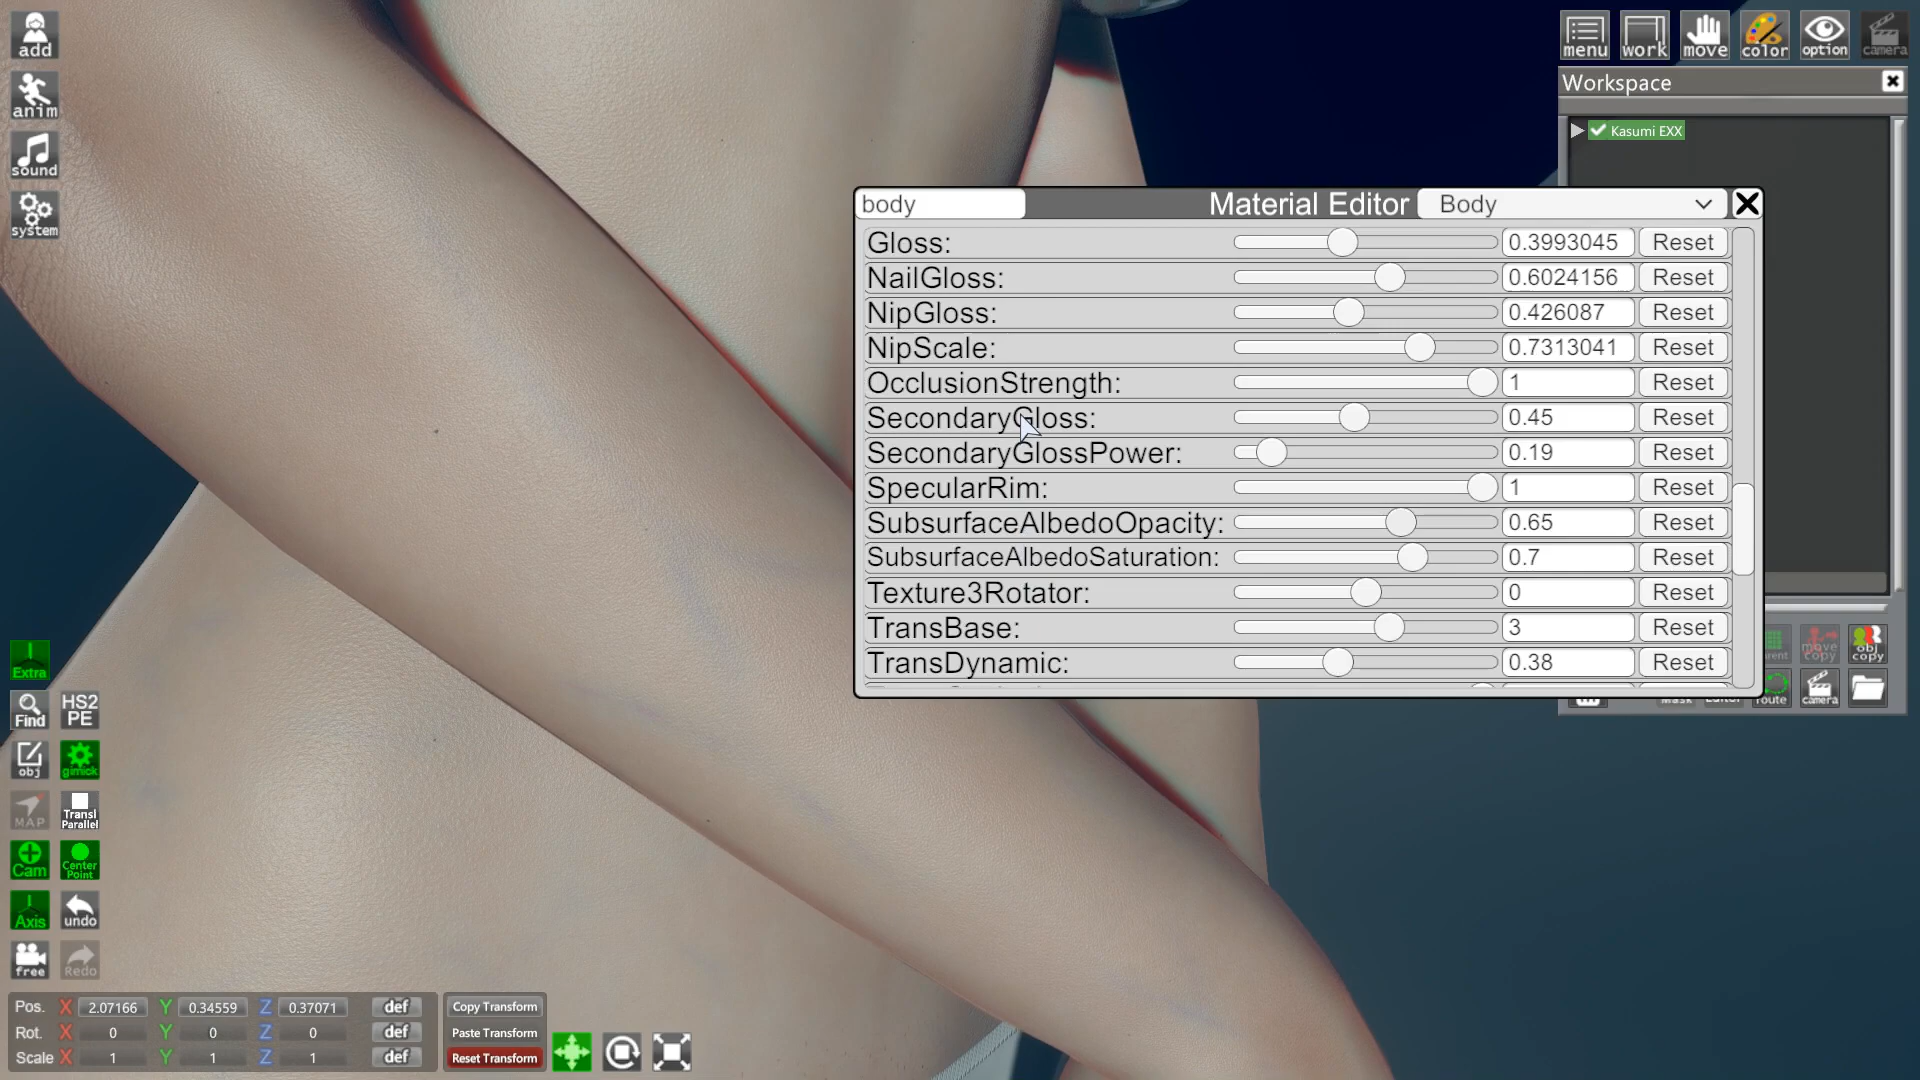 add
anim
sound
system
menu
work
move
color
option
camera
Workspace
Kasumi EXX
body
Material Editor
Body
Gloss:
0.3993045
Reset
NailGloss:
0.6024156
Reset
NipGloss:
0.426087
Reset
NipScale:
0.7313041
Reset
OcclusionStrength:
1
Reset
SecondaryGloss:
0.45
Reset
SecondaryGlossPower:
0.19
Reset
SpecularRim:
1
Reset
SubsurfaceAlbedoOpacity:
0.65
Reset
SubsurfaceAlbedoSaturation:
0.7
Reset
Texture3Rotator:
0
Reset
TransBase:
3
Reset
TransDynamic:
0.38
Reset
move
copy
obj
copy
route
camera
Extra
Find
HS2
PE
obj
gimick
MAP
Transl
Parallel
Cam
Center
Point
Axis
undo
free
Redo
Pos. X 2.07166 Y 0.34559 Z 0.37071 def
Rot. X 0 Y 0 Z 0 def
Scale X 1 Y 1 Z 1 def
Copy Transform
Paste Transform
Reset Transform